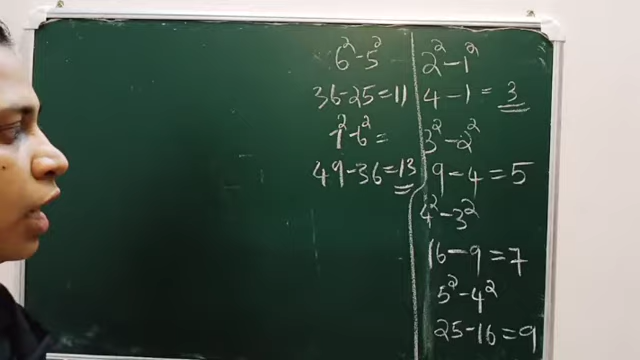 6² - 5²
36 - 25 = 11
7² - 6² =
49 - 36 = 13
2² - 1²
4 - 1 = 3
3² - 2²
9 - 4 = 5
4² - 3²
16 - 9 = 7
5² - 4²
25 - 16 = 9